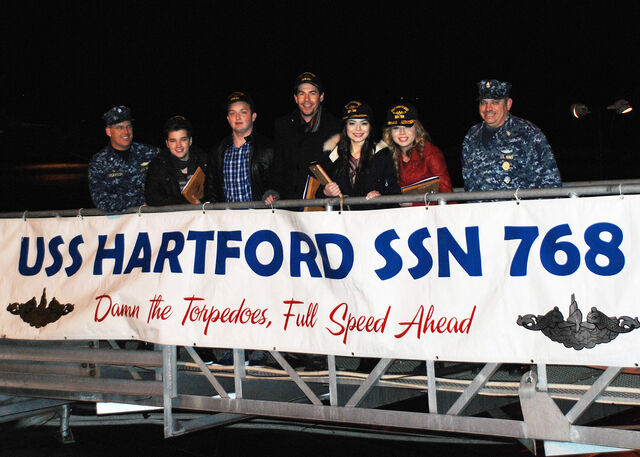 USS HARTFORD SSN 768
Damn the Torpedoes, Full Speed Ahead